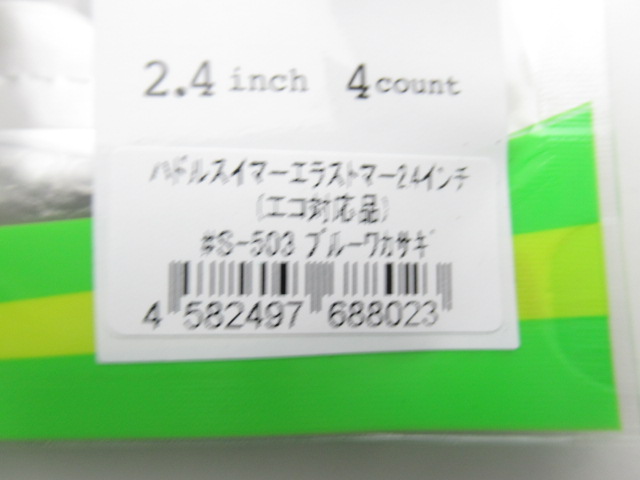 2.4 inch 4 count
ハドルスイマーエラストマー2.4インチ
(エコ対応品)
#S-503 ブルーワカサギ
4 582497 688023